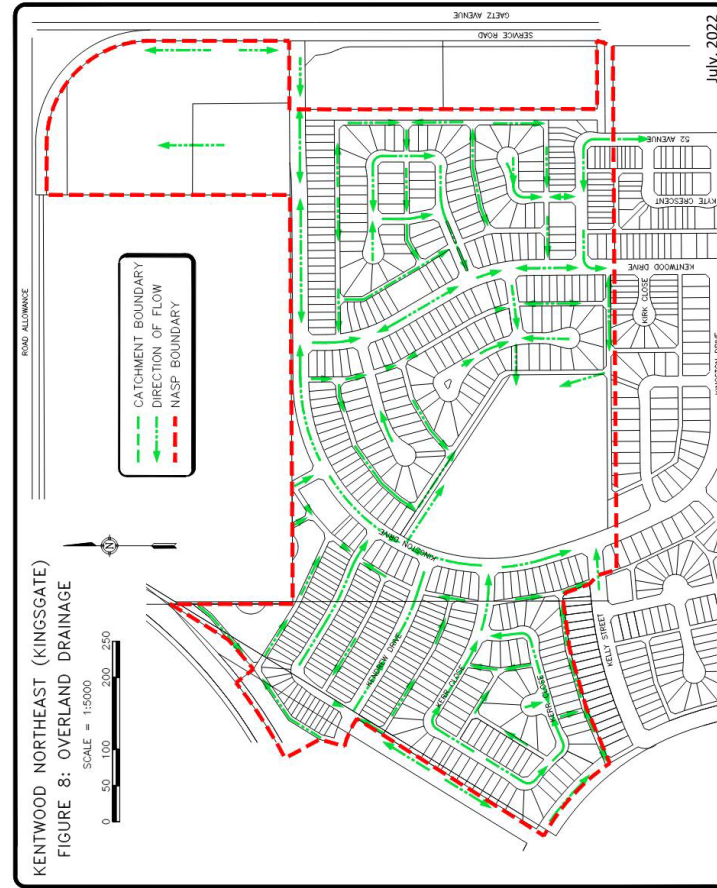 KENTWOOD NORTHEAST (KINGSGATE)
FIGURE 8: OVERLAND DRAINAGE
SCALE = 1:5000
0 50 100 200 250
N
ROAD ALLOWANCE
CATCHMENT BOUNDARY
DIRECTION OF FLOW
NASP BOUNDARY
GAETZ AVENUE
SERVICE ROAD
52 AVENUE
KYTE CRESCENT
KENTWOOD DRIVE
KIRK CLOSE
KINGSTON DRIVE
KENDREW DRIVE
KERR CLOSE
KERR CLOSE
KELLY STREET
July, 2022